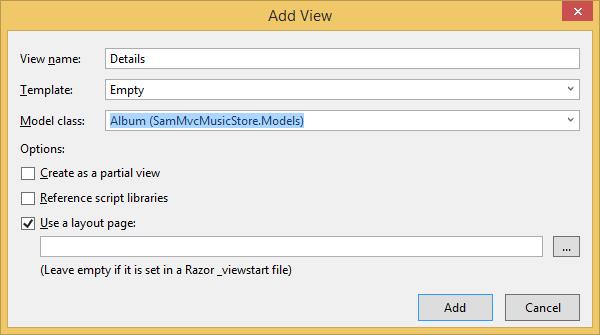 Add View
View name: Details
Template: Empty
Model class: Album (SamMvcMusicStore.Models)
Options:
Create as a partial view
Reference script libraries
Use a layout page:
...
(Leave empty if it is set in a Razor _viewstart file)
Add Cancel